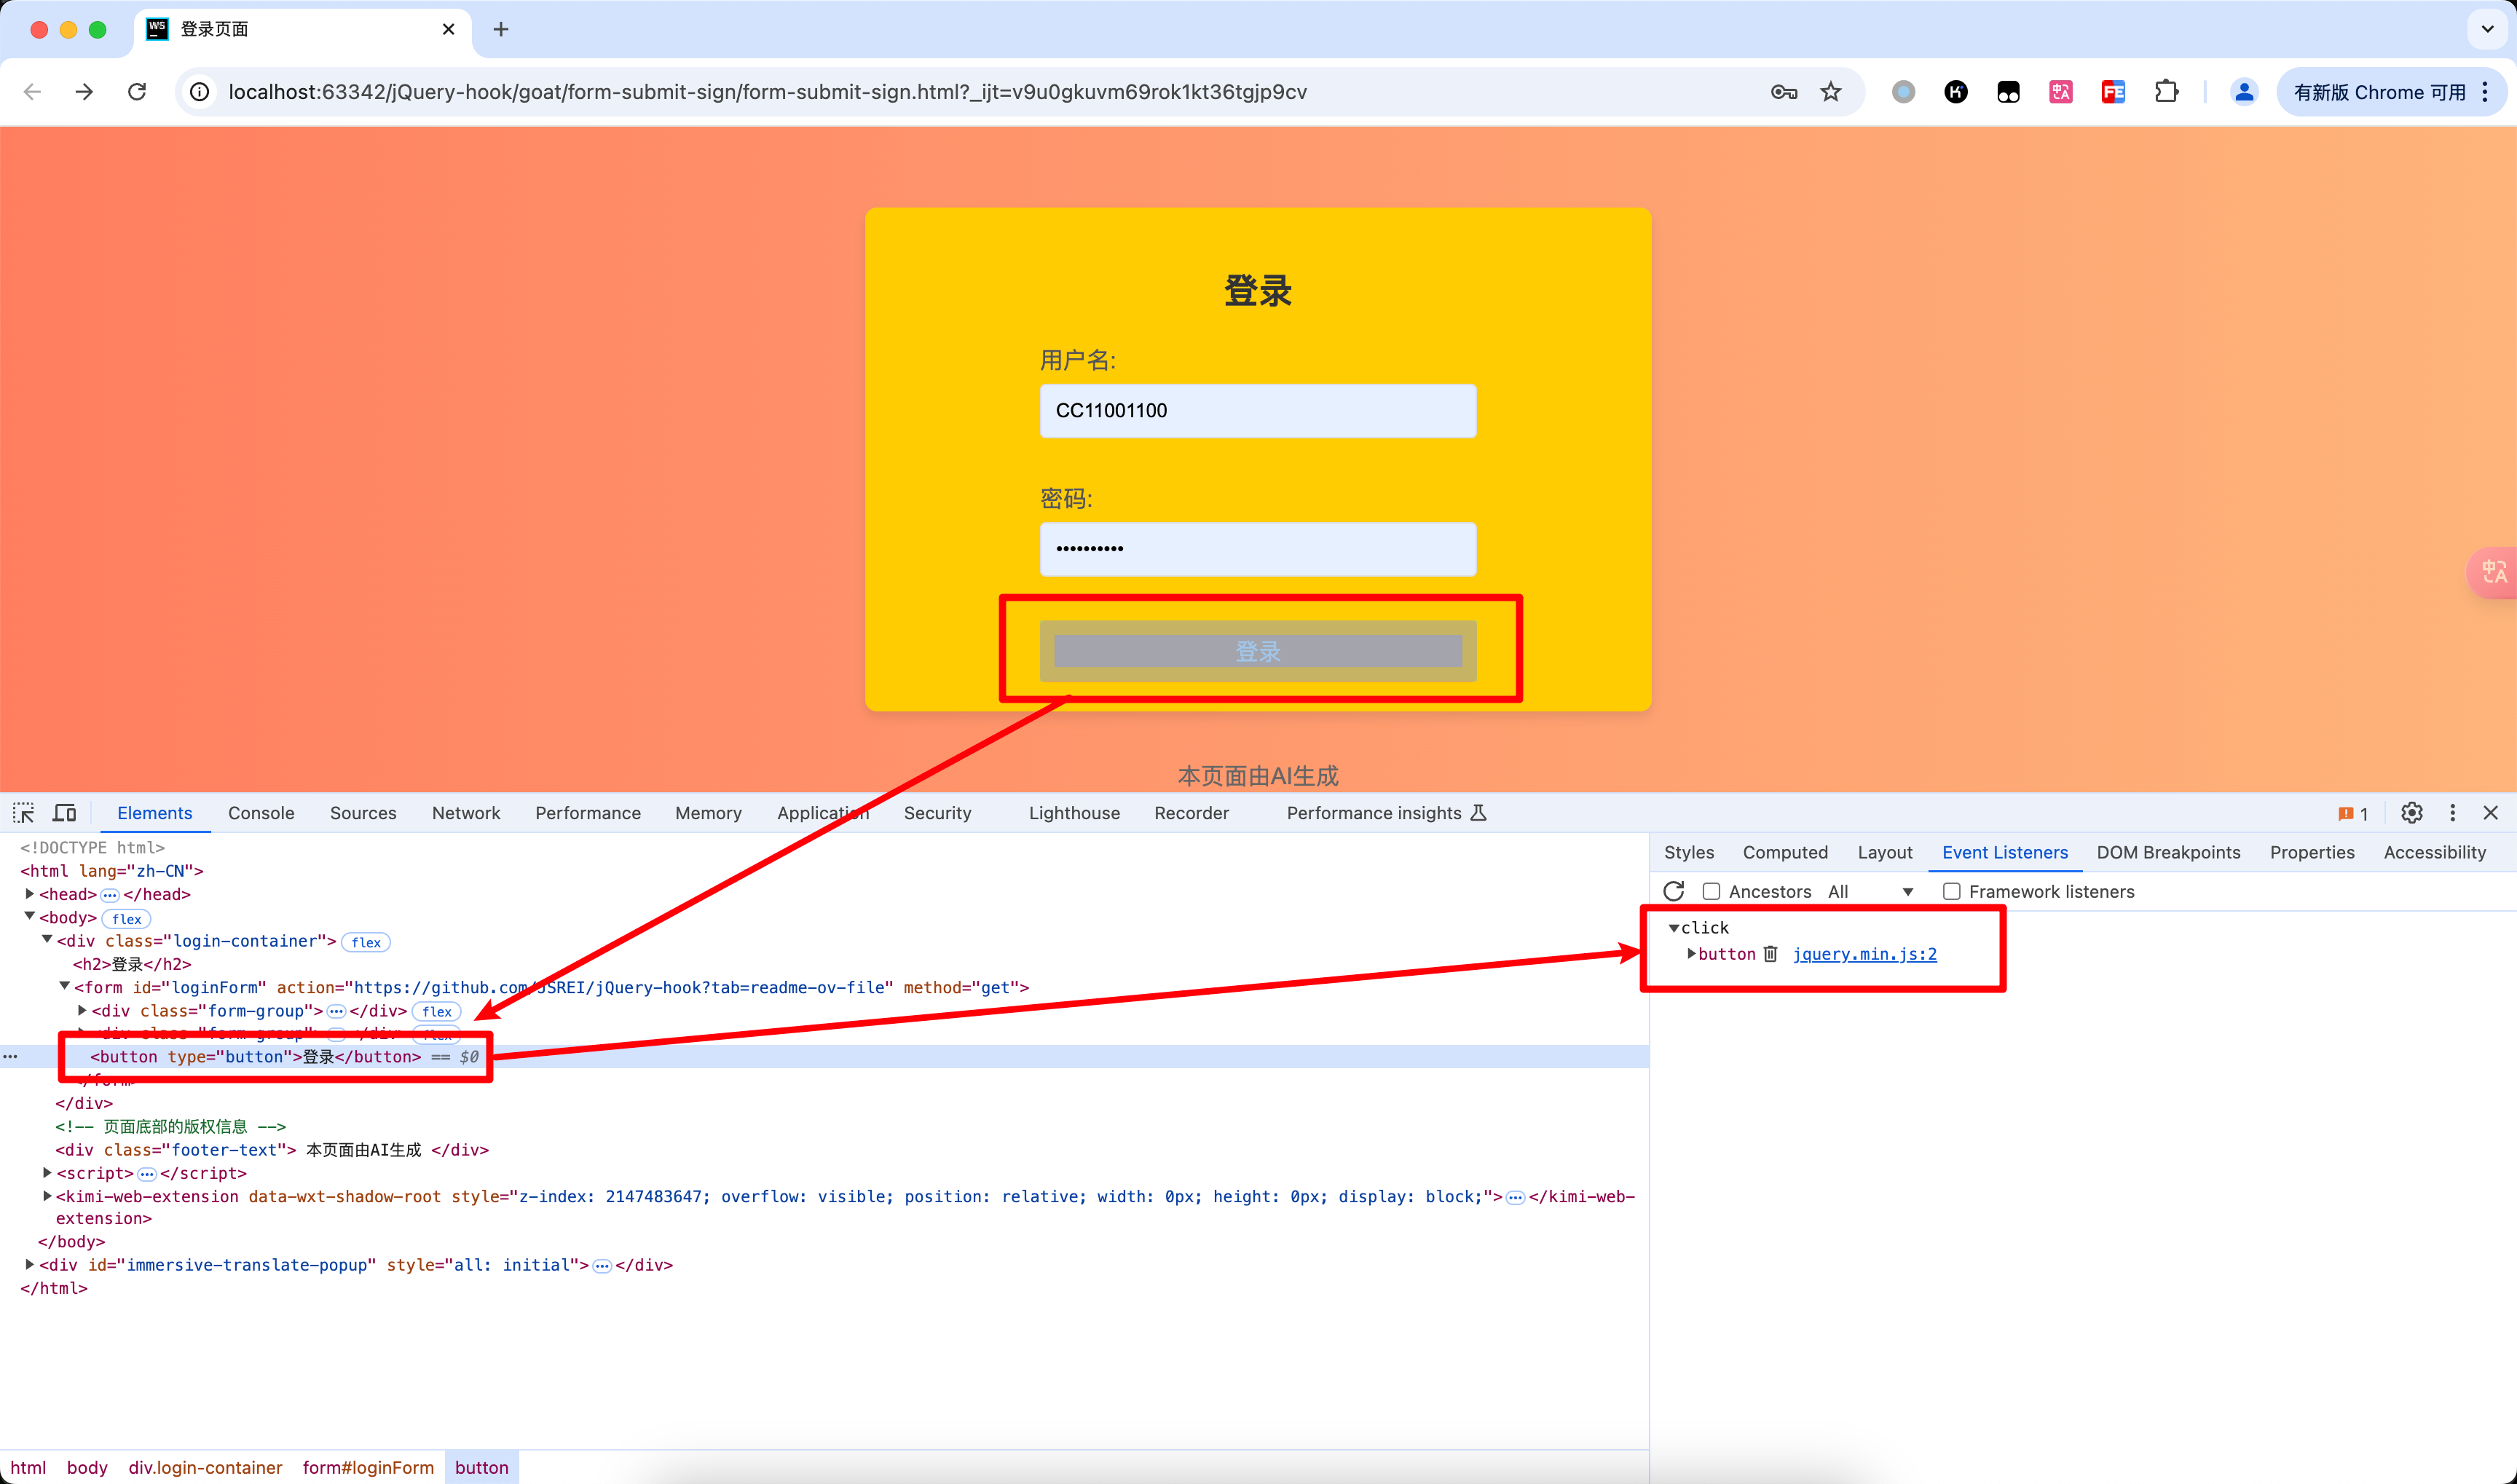 登录页面
localhost:63342/jQuery-hook/goat/form-submit-sign/form-submit-sign.html?_ijt=v9u0gkuvm69rok1kt36tgjp9cv
有新版 Chrome 可用
登录
用户名:
CC11001100
密码:
••••••••••
登录
本页面由AI生成
Elements Console Sources Network Performance Memory Application Security Lighthouse Recorder Performance insights 1
<!DOCTYPE html>
<html lang="zh-CN">
<head> ⋯ </head>
<body> flex
<div class="login-container"> flex
<h2>登录</h2>
<form id="loginForm" action="https://github.com/JSREI/jQuery-hook?tab=readme-ov-file" method="get">
<div class="form-group"> ⋯ </div> flex
<div class="form-group"> ⋯ </div> flex
<button type="button">登录</button> == $0
</form>
</div>
<!-- 页面底部的版权信息 -->
<div class="footer-text"> 本页面由AI生成 </div>
<script> ⋯ </script>
<kimi-web-extension data-wxt-shadow-root style="z-index: 2147483647; overflow: visible; position: relative; width: 0px; height: 0px; display: block;"> ⋯ </kimi-web-
extension>
</body>
<div id="immersive-translate-popup" style="all: initial"> ⋯ </div>
</html>
html body div.login-container form#loginForm button
Styles Computed Layout Event Listeners DOM Breakpoints Properties Accessibility
Ancestors All Framework listeners
click
button jquery.min.js:2